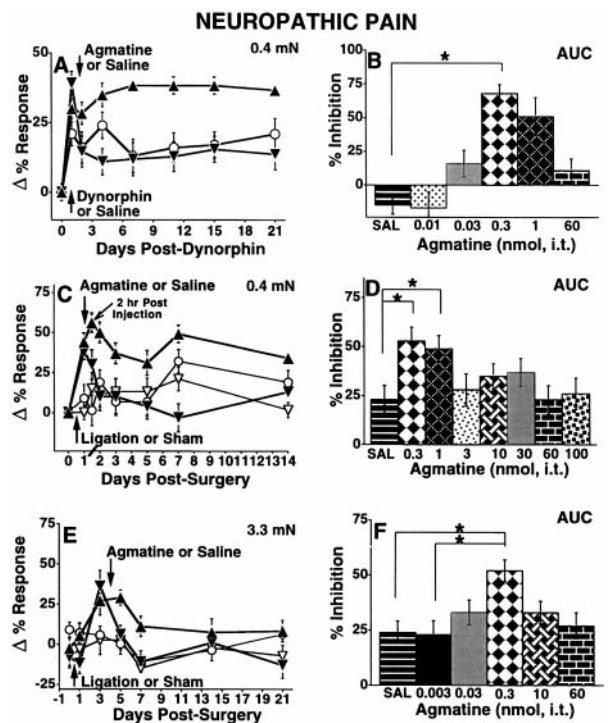 NEUROPATHIC PAIN
A
Agmatine
or Saline
0.4 mN
50
25
0
Δ % Response
Dynorphin
or Saline
0 3 6 9 12 15 18 21
Days Post-Dynorphin
B
AUC
*
100
75
50
25
0
% Inhibition
SAL 0.01 0.03 0.3 1 60
Agmatine (nmol, i.t.)
C
Agmatine or Saline
0.4 mN
2 hr Post
Injection
75
50
25
0
Δ % Response
Ligation or Sham
0 1 2 3 4 5 6 7 8 9 10 11 12 13 14
Days Post-Surgery
D
AUC
*
*
75
50
25
0
% Inhibition
SAL 0.3 1 3 10 30 60 100
Agmatine (nmol, i.t.)
E
3.3 mN
Agmatine or Saline
75
50
25
0
-25
Δ % Response
Ligation or Sham
-1 1 3 5 7 9 11 13 15 17 19 21
Days Post-Surgery
F
AUC
*
*
75
50
25
0
% Inhibition
SAL 0.003 0.03 0.3 10 60
Agmatine (nmol, i.t.)